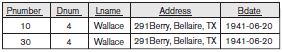 Pnumber Dnum Lname Address Bdate
10 4 Wallace 291Berry, Bellaire, TX 1941-06-20
30 4 Wallace 291Berry, Bellaire, TX 1941-06-20